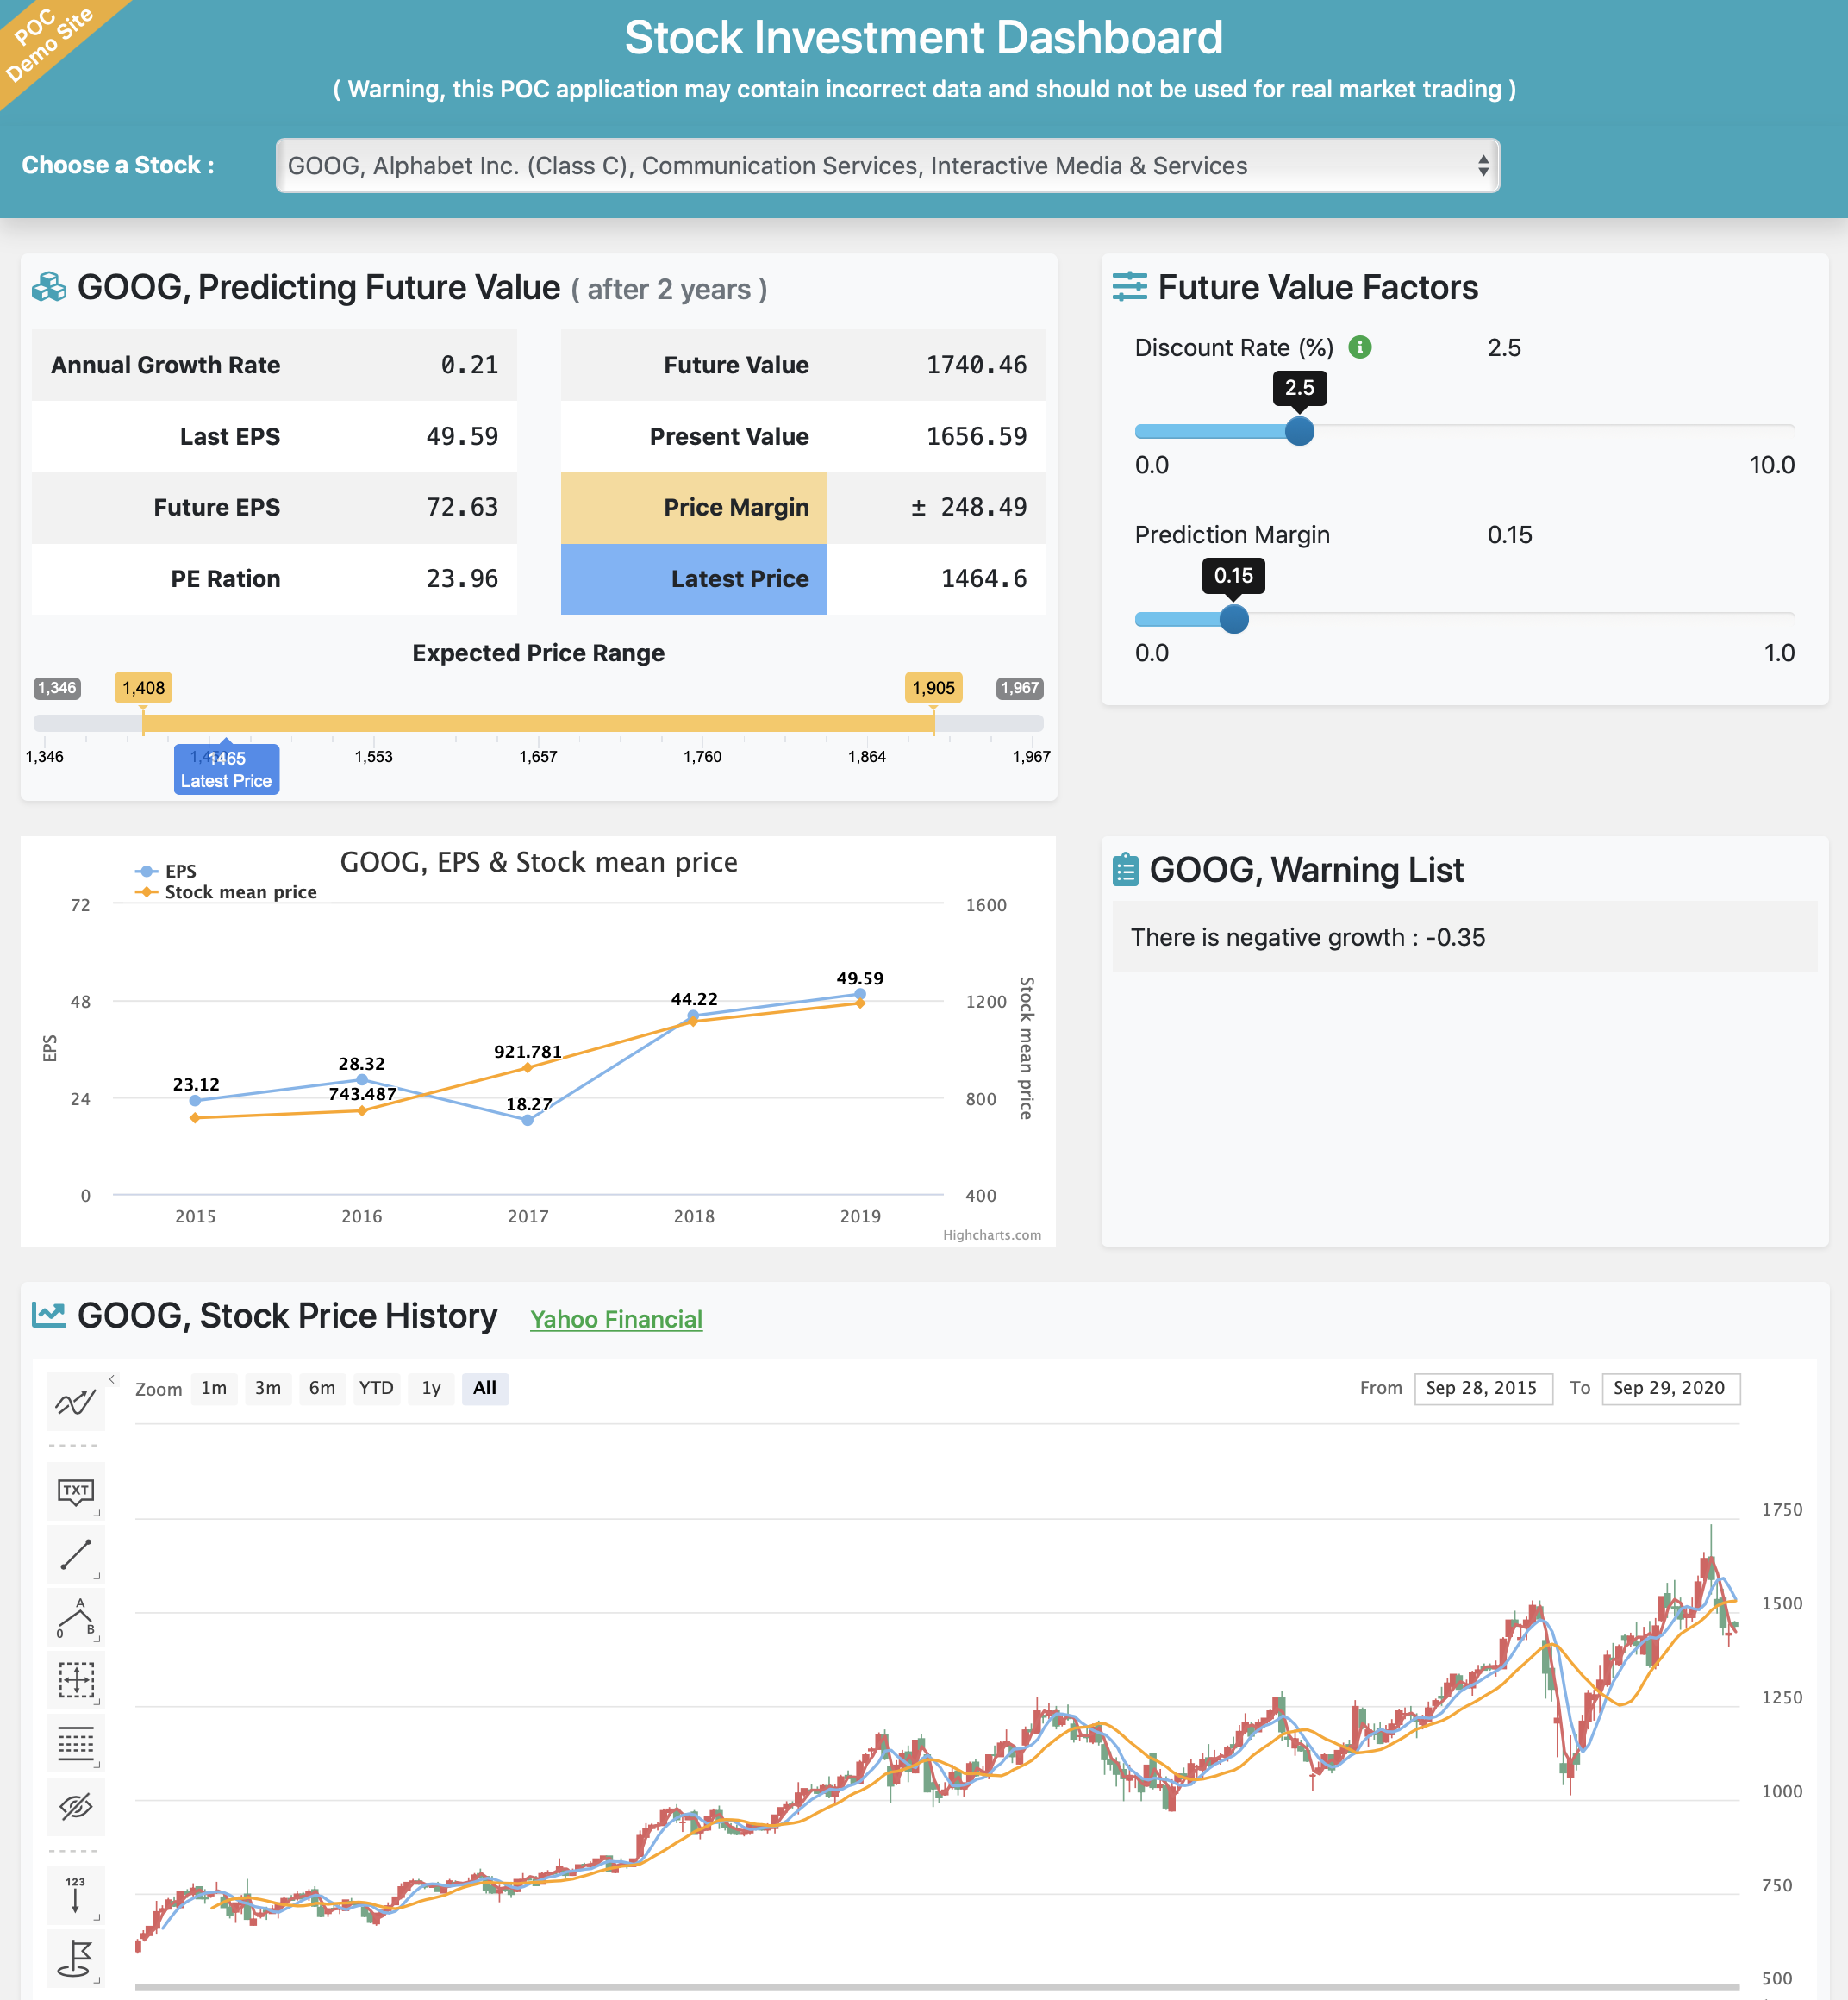 POC
Demo Site
Stock Investment Dashboard
( Warning, this POC application may contain incorrect data and should not be used for real market trading )
Choose a Stock :
GOOG, Alphabet Inc. (Class C), Communication Services, Interactive Media & Services
GOOG, Predicting Future Value ( after 2 years )
Annual Growth Rate 0.21
Last EPS 49.59
Future EPS 72.63
PE Ration 23.96
Future Value 1740.46
Present Value 1656.59
Price Margin ± 248.49
Latest Price 1464.6
Expected Price Range
1,346 1,408 1,905 1,967
1,346 1,553 1,657 1,760 1,864 1,967
1465
Latest Price
Future Value Factors
Discount Rate (%) 2.5
2.5
0.0 10.0
Prediction Margin 0.15
0.15
0.0 1.0
GOOG, EPS & Stock mean price
EPS
Stock mean price
72 1600
48 1200
24 800
0 400
EPS
Stock mean price
23.12
28.32
743.487
921.781
18.27
44.22
49.59
2015 2016 2017 2018 2019
Highcharts.com
GOOG, Warning List
There is negative growth : -0.35
GOOG, Stock Price History Yahoo Financial
Zoom 1m 3m 6m YTD 1y All
From Sep 28, 2015 To Sep 29, 2020
TXT
A
0 B
123
1750
1500
1250
1000
750
500